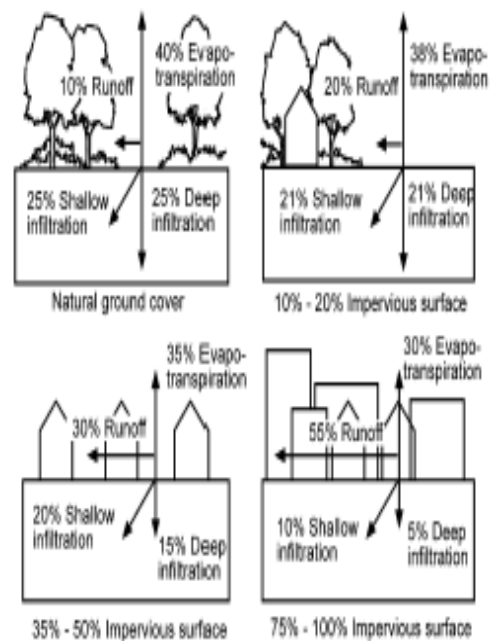 40% Evapo-
transpiration
10% Runoff
25% Shallow
infiltration
25% Deep
infiltration
Natural ground cover
38% Evapo-
transpiration
20% Runoff
21% Shallow
infiltration
21% Deep
infiltration
10% - 20% Impervious surface
35% Evapo-
transpiration
30% Runoff
20% Shallow
infiltration
15% Deep
infiltration
35% - 50% Impervious surface
30% Evapo-
transpiration
55% Runoff
10% Shallow
infiltration
5% Deep
infiltration
75% - 100% Impervious surface